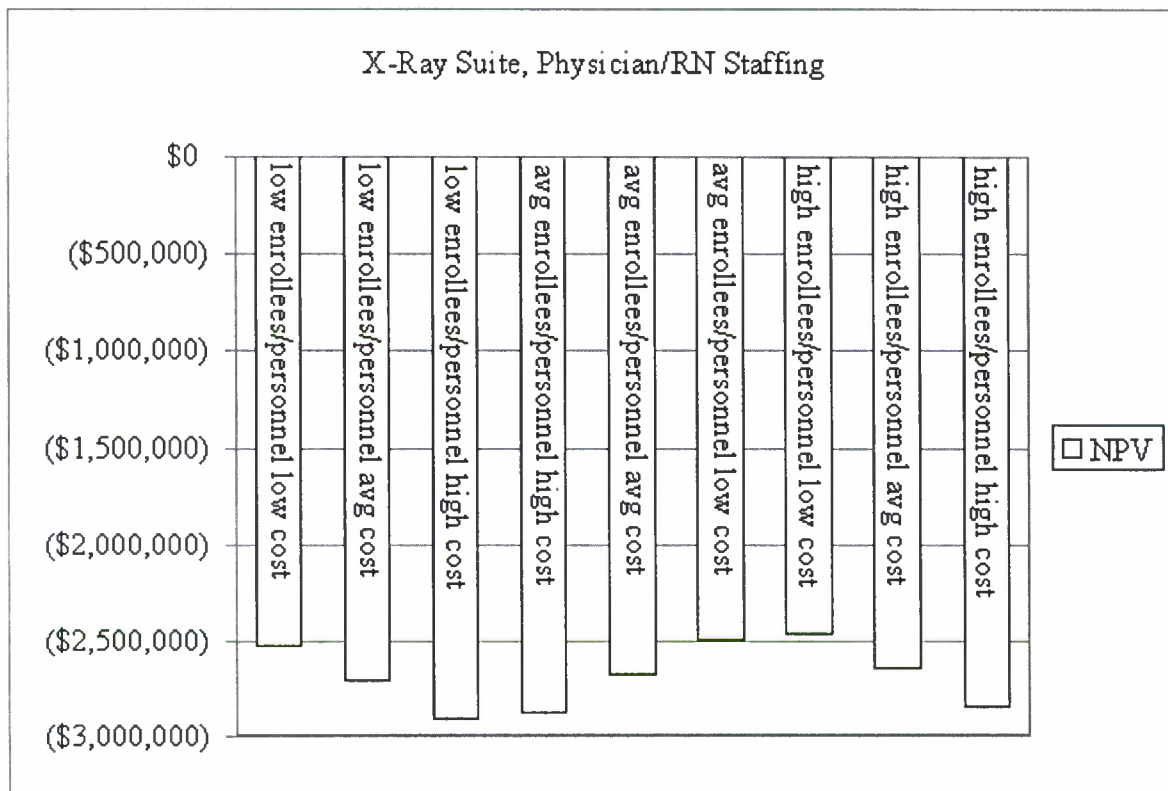 X-Ray Suite, Physician/RN Staffing
$0
($500,000)
($1,000,000)
($1,500,000)
($2,000,000)
($2,500,000)
($3,000,000)
low enrollees/personnel low cost
low enrollees/personnel avg cost
low enrollees/personnel high cost
avg enrollees/personnel high cost
avg enrollees/personnel avg cost
avg enrollees/personnel low cost
high enrollees/personnel low cost
high enrollees/personnel avg cost
high enrollees/personnel high cost
NPV